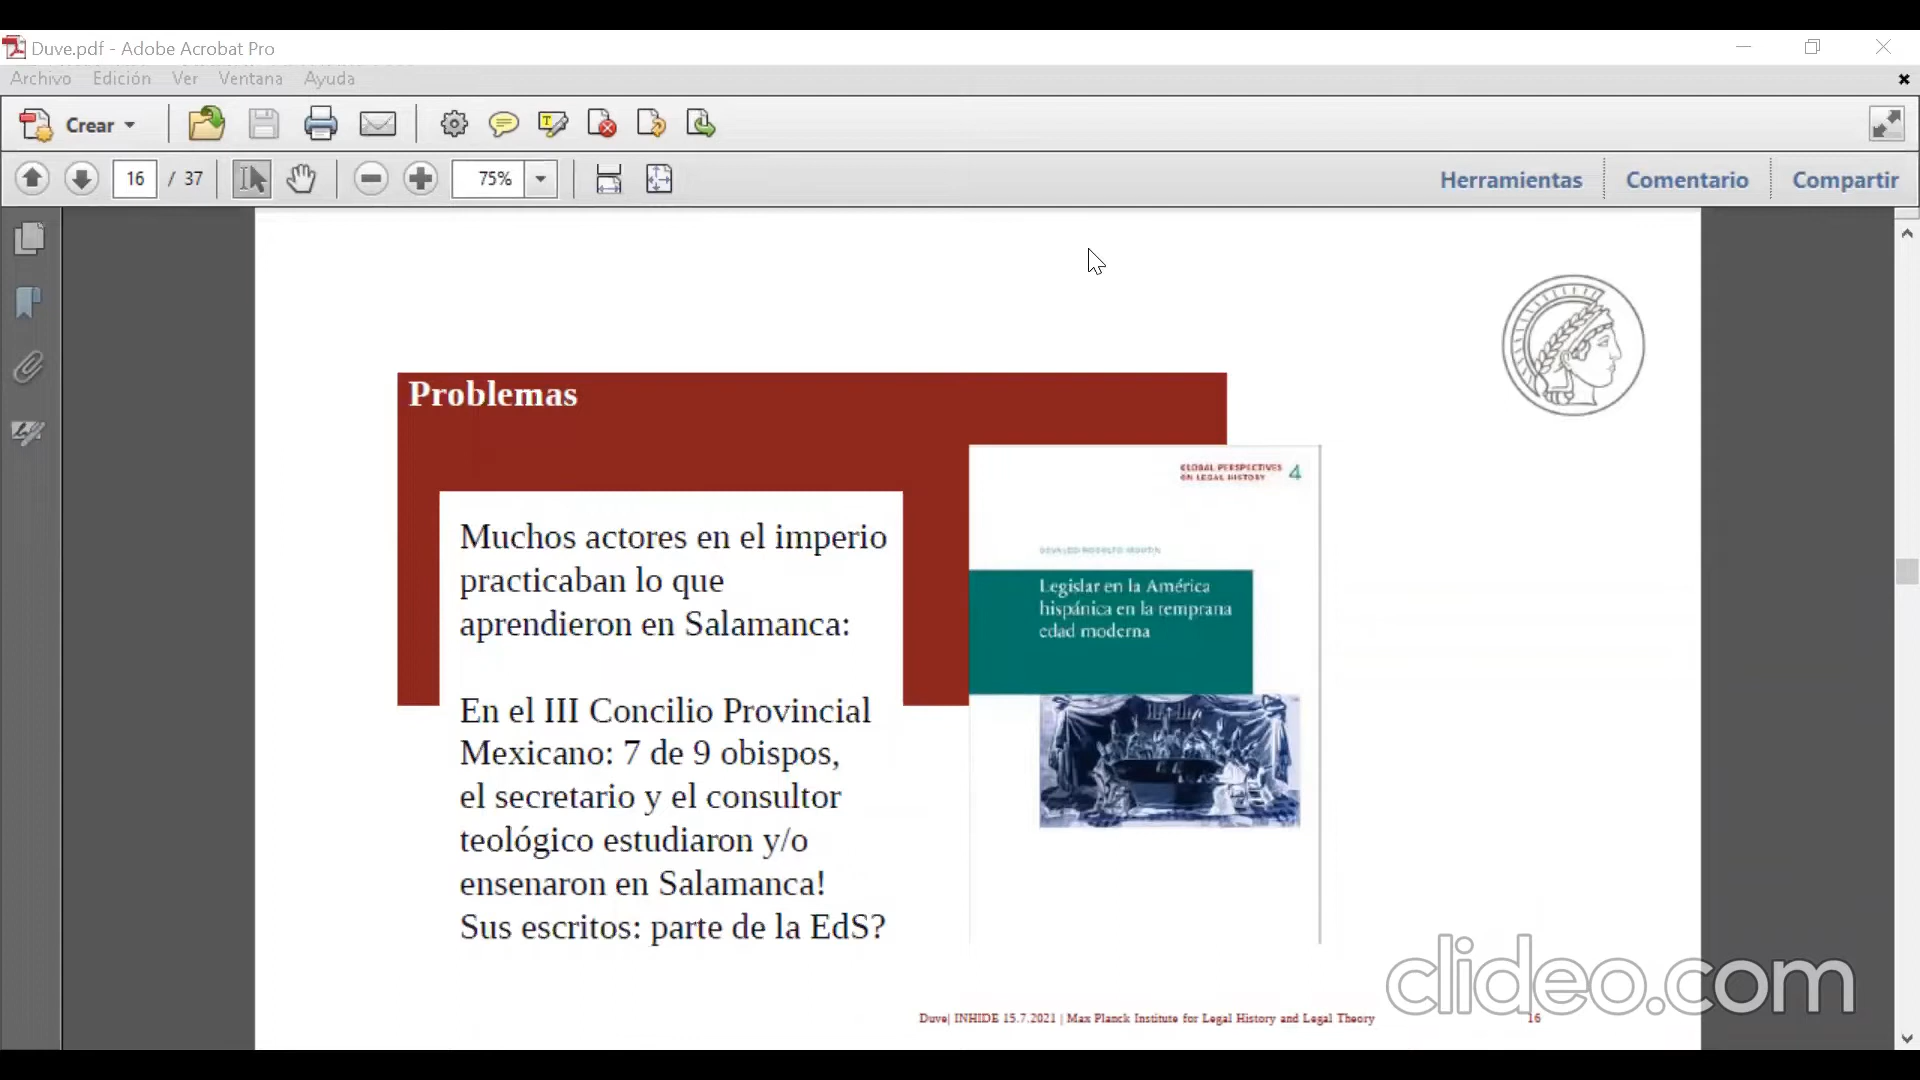 Duve.pdf - Adobe Acrobat Pro
Archivo Edición Ver Ventana Ayuda
Crear
16 / 37 75% Herramientas Comentario Compartir
Problemas
GLOBAL PERSPECTIVES
ON LEGAL HISTORY 4
Muchos actores en el imperio
practicaban lo que
aprendieron en Salamanca:
OSVALDO RODOLFO MOUTIN
Legislar en la América
hispánica en la temprana
edad moderna
En el III Concilio Provincial
Mexicano: 7 de 9 obispos,
el secretario y el consultor
teológico estudiaron y/o
ensenaron en Salamanca!
Sus escritos: parte de la EdS?
clideo.com
Duve| INHIDE 15.7.2021 | Max Planck Institute for Legal History and Legal Theory 16